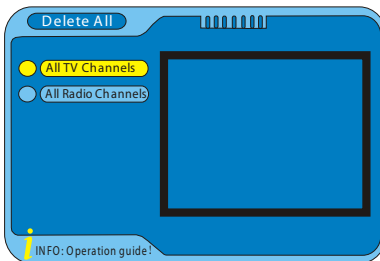 Delete All
All TV Channels
All Radio Channels
i INFO: Operation guide!